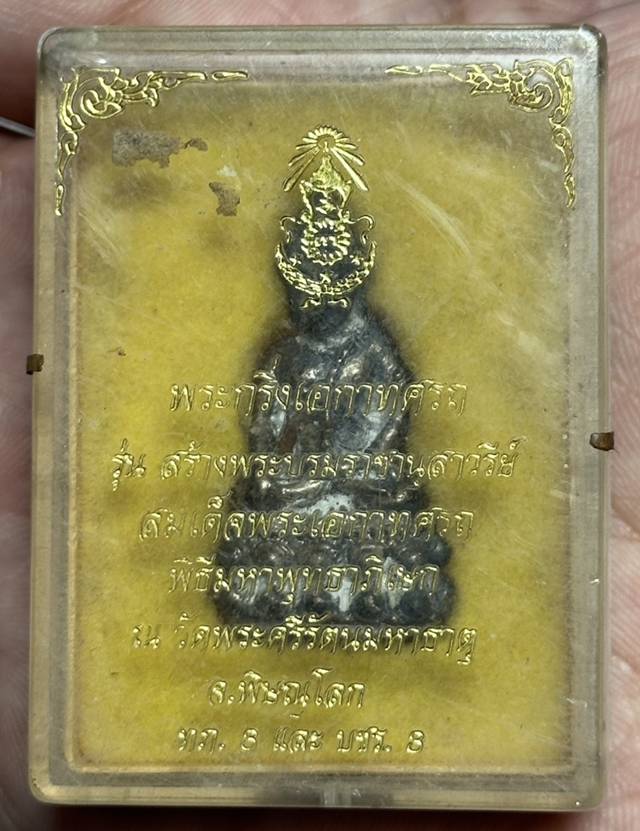 พระกริ่งเอกาทศรถ
รุ่น สร้างพระบรมราชานุสาวรีย์
สมเด็จพระเอกาทศรถ
พิธีมหาพุทธาภิเษก
ณ วัดพระศรีรัตนมหาธาตุ
จ.พิษณุโลก
ทภ. 3 และ บชร. 3